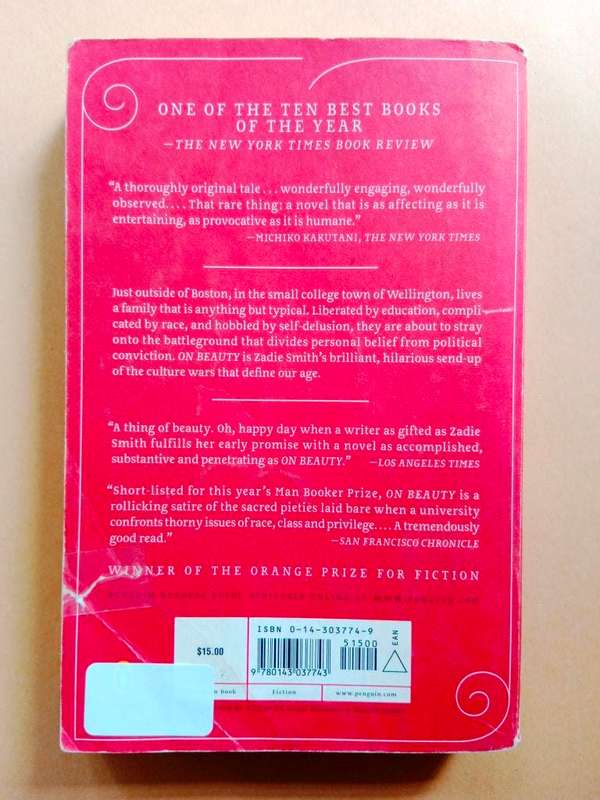 ONE OF THE TEN BEST BOOKS
OF THE YEAR
—THE NEW YORK TIMES BOOK REVIEW
“A thoroughly original tale . . . wonderfully engaging, wonderfully
observed. . . . That rare thing: a novel that is as affecting as it is
entertaining, as provocative as it is humane.”
—MICHIKO KAKUTANI, THE NEW YORK TIMES
Just outside of Boston, in the small college town of Wellington, lives
a family that is anything but typical. Liberated by education, compli
cated by race, and hobbled by self-delusion, they are about to stray
onto the battleground that divides personal belief from political
conviction. ON BEAUTY is Zadie Smith’s brilliant, hilarious send-up
of the culture wars that define our age.
“A thing of beauty. Oh, happy day when a writer as gifted as Zadie
Smith fulfills her early promise with a novel as accomplished,
substantive and penetrating as ON BEAUTY.” —LOS ANGELES TIMES
“Short-listed for this year’s Man Booker Prize, ON BEAUTY is a
rollicking satire of the sacred pieties laid bare when a university
confronts thorny issues of race, class and privilege. . . . A tremendously
good read.” —SAN FRANCISCO CHRONICLE
WINNER OF THE ORANGE PRIZE FOR FICTION
ISBN 0-14-303774-9
51500
EAN
$15.00
9 780143 037743
book
Fiction
www.penguin.com